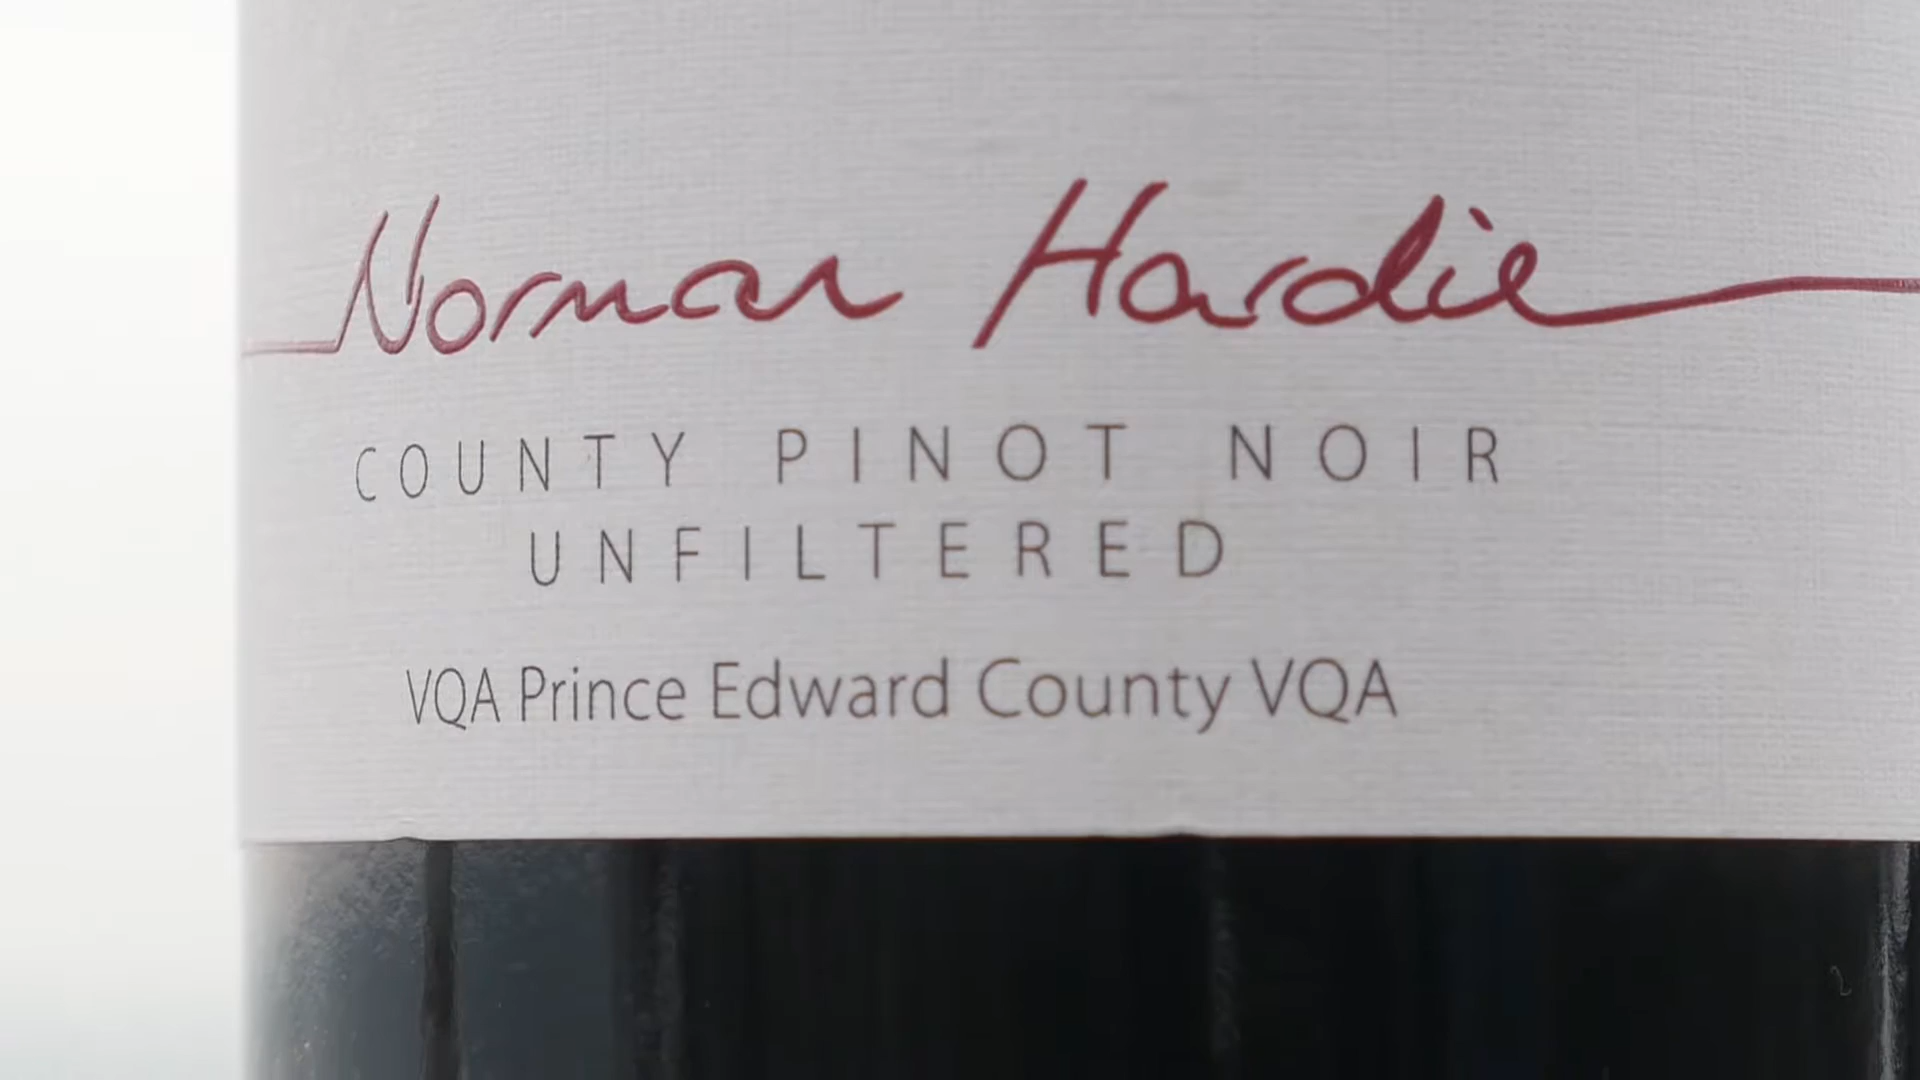 Norman Hardie
COUNTY PINOT NOIR
UNFILTERED
VQA Prince Edward County VQA